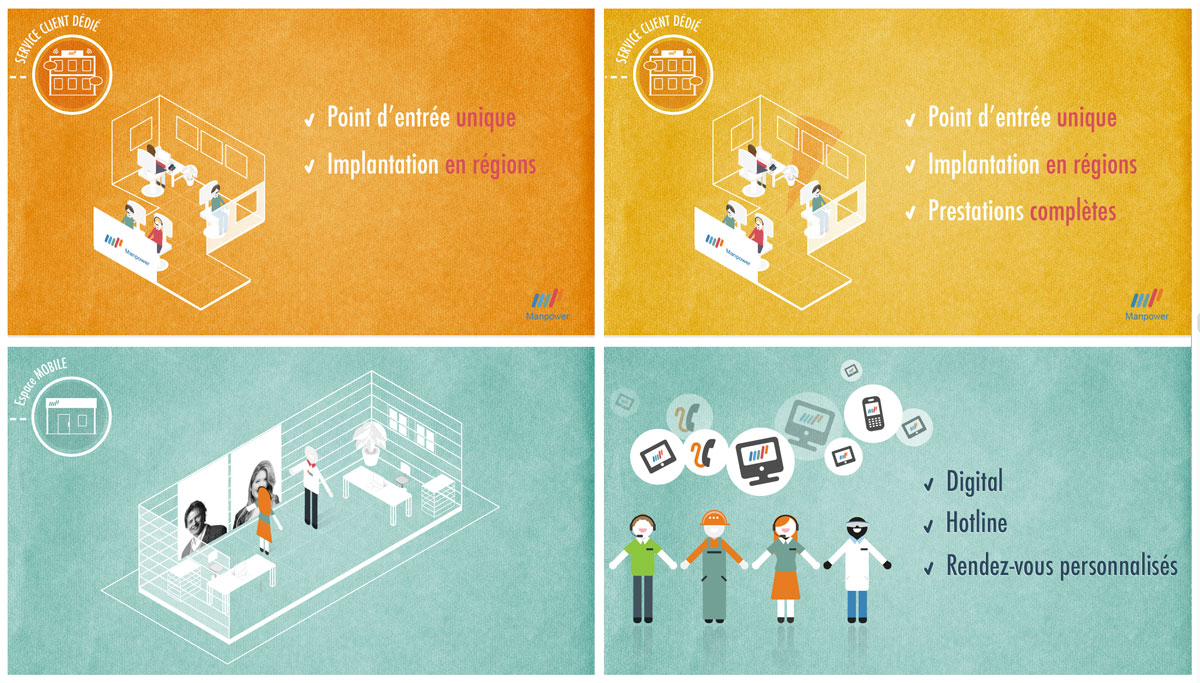 SERVICE CLIENT DÉDIÉ
Point d'entrée unique
Implantation en régions
Manpower
Manpower
SERVICE CLIENT DÉDIÉ
Point d'entrée unique
Implantation en régions
Prestations complètes
Manpower
Manpower
Espace MOBILE
Digital
Hotline
Rendez-vous personnalisés